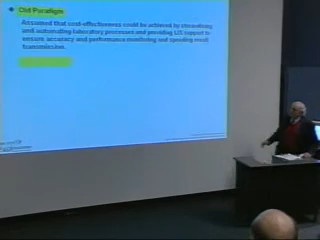 Old Paradigm
Assumed that cost-effectiveness could be achieved by streamlining
and automating laboratory processes and providing LIS support to
ensure accuracy and performance monitoring and speeding result
transmission.